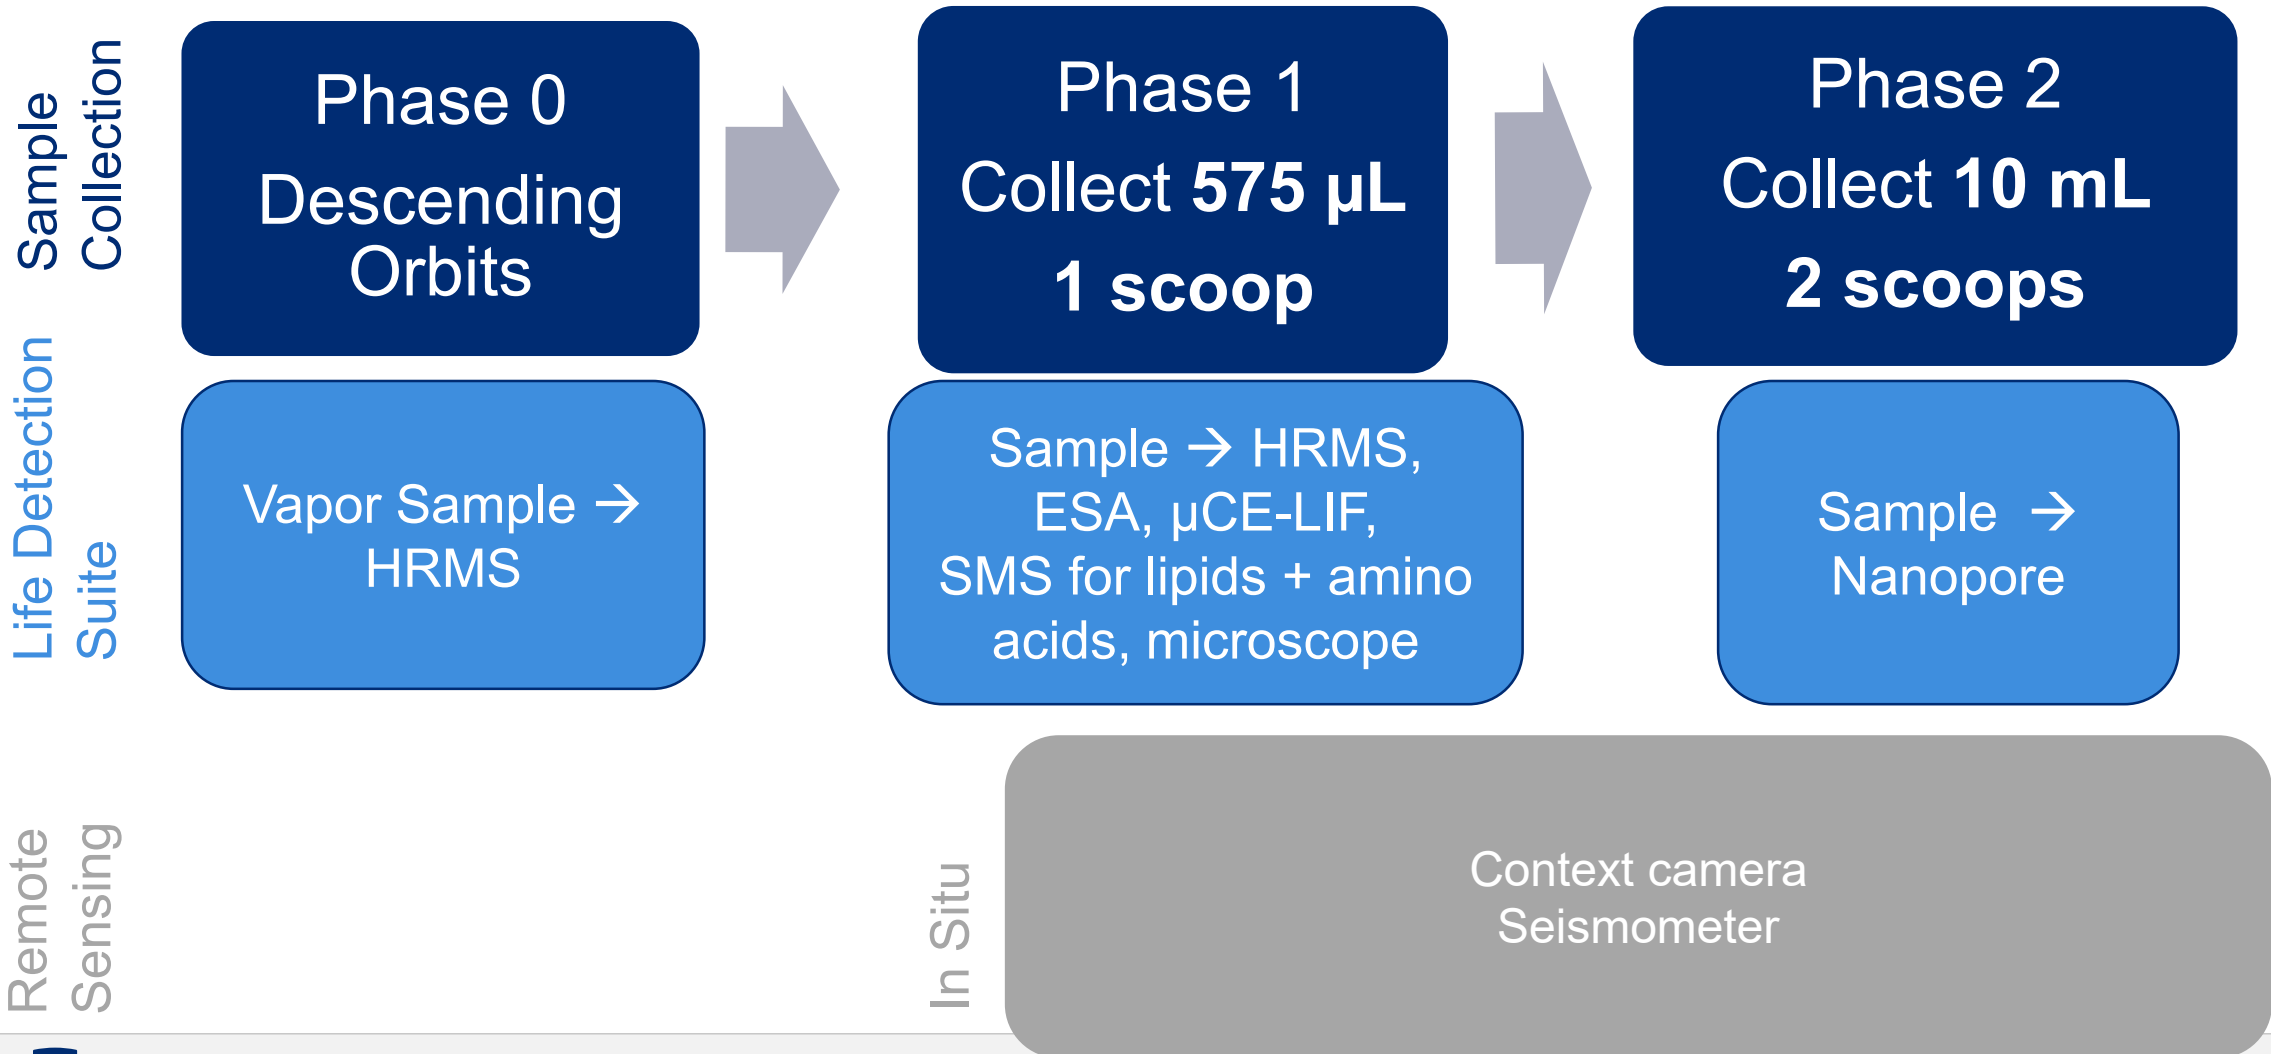 Sample
Collection
Phase 0
Descending
Orbits
Phase 1
Collect 575 µL
1 scoop
Phase 2
Collect 10 mL
2 scoops
Life Detection
Suite
Vapor Sample →
HRMS
Sample → HRMS,
ESA, µCE-LIF,
SMS for lipids + amino
acids, microscope
Sample →
Nanopore
Remote
Sensing
In Situ
Context camera
Seismometer